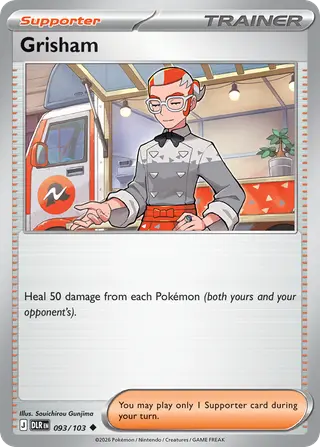 Supporter
TRAINER
Grisham
Heal 50 damage from each Pokémon (both yours and your
opponent's).
Illus. Souichirou Gunjima
J DLR EN 093/103 ◆
You may play only 1 Supporter card during
your turn.
©2026 Pokémon / Nintendo / Creatures / GAME FREAK